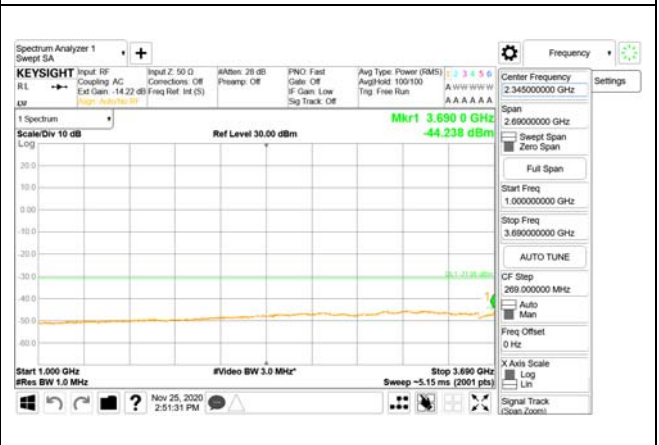 Spectrum Analyzer 1
Swept SA
+
Frequency
KEYSIGHT
Input: RF
Input Z: 50 Ω
#Atten: 28 dB
PNO: Fast
Avg Type: Power (RMS)
1 2 3 4 5 6
RL
Coupling: AC
Corrections: Off
Preamp: Off
Gate: Off
Avg|Hold: 100/100
A W W W W W
Ext Gain: -14.22 dB
Freq Ref: Int (S)
IF Gain: Low
Trig: Free Run
A A A A A A
Align: Auto/No RF
Sig Track: Off
1 Spectrum
Mkr1 3.690 0 GHz
Scale/Div 10 dB
Ref Level 30.00 dBm
-44.238 dBm
Log
20.0
10.0
0.00
-10.0
-20.0
-30.0
-40.0
-50.0
-60.0
1
Start 1.000 GHz
#Video BW 3.0 MHz*
Stop 3.690 GHz
#Res BW 1.0 MHz
Sweep ~5.15 ms (2001 pts)
?
Nov 25, 2020
2:51:31 PM
Center Frequency
2.345000000 GHz
Settings
Span
2.69000000 GHz
Swept Span
Zero Span
Full Span
Start Freq
1.000000000 GHz
Stop Freq
3.690000000 GHz
AUTO TUNE
CF Step
269.000000 MHz
Auto
Man
Freq Offset
0 Hz
X Axis Scale
Log
Lin
Signal Track
(Span Zoom)